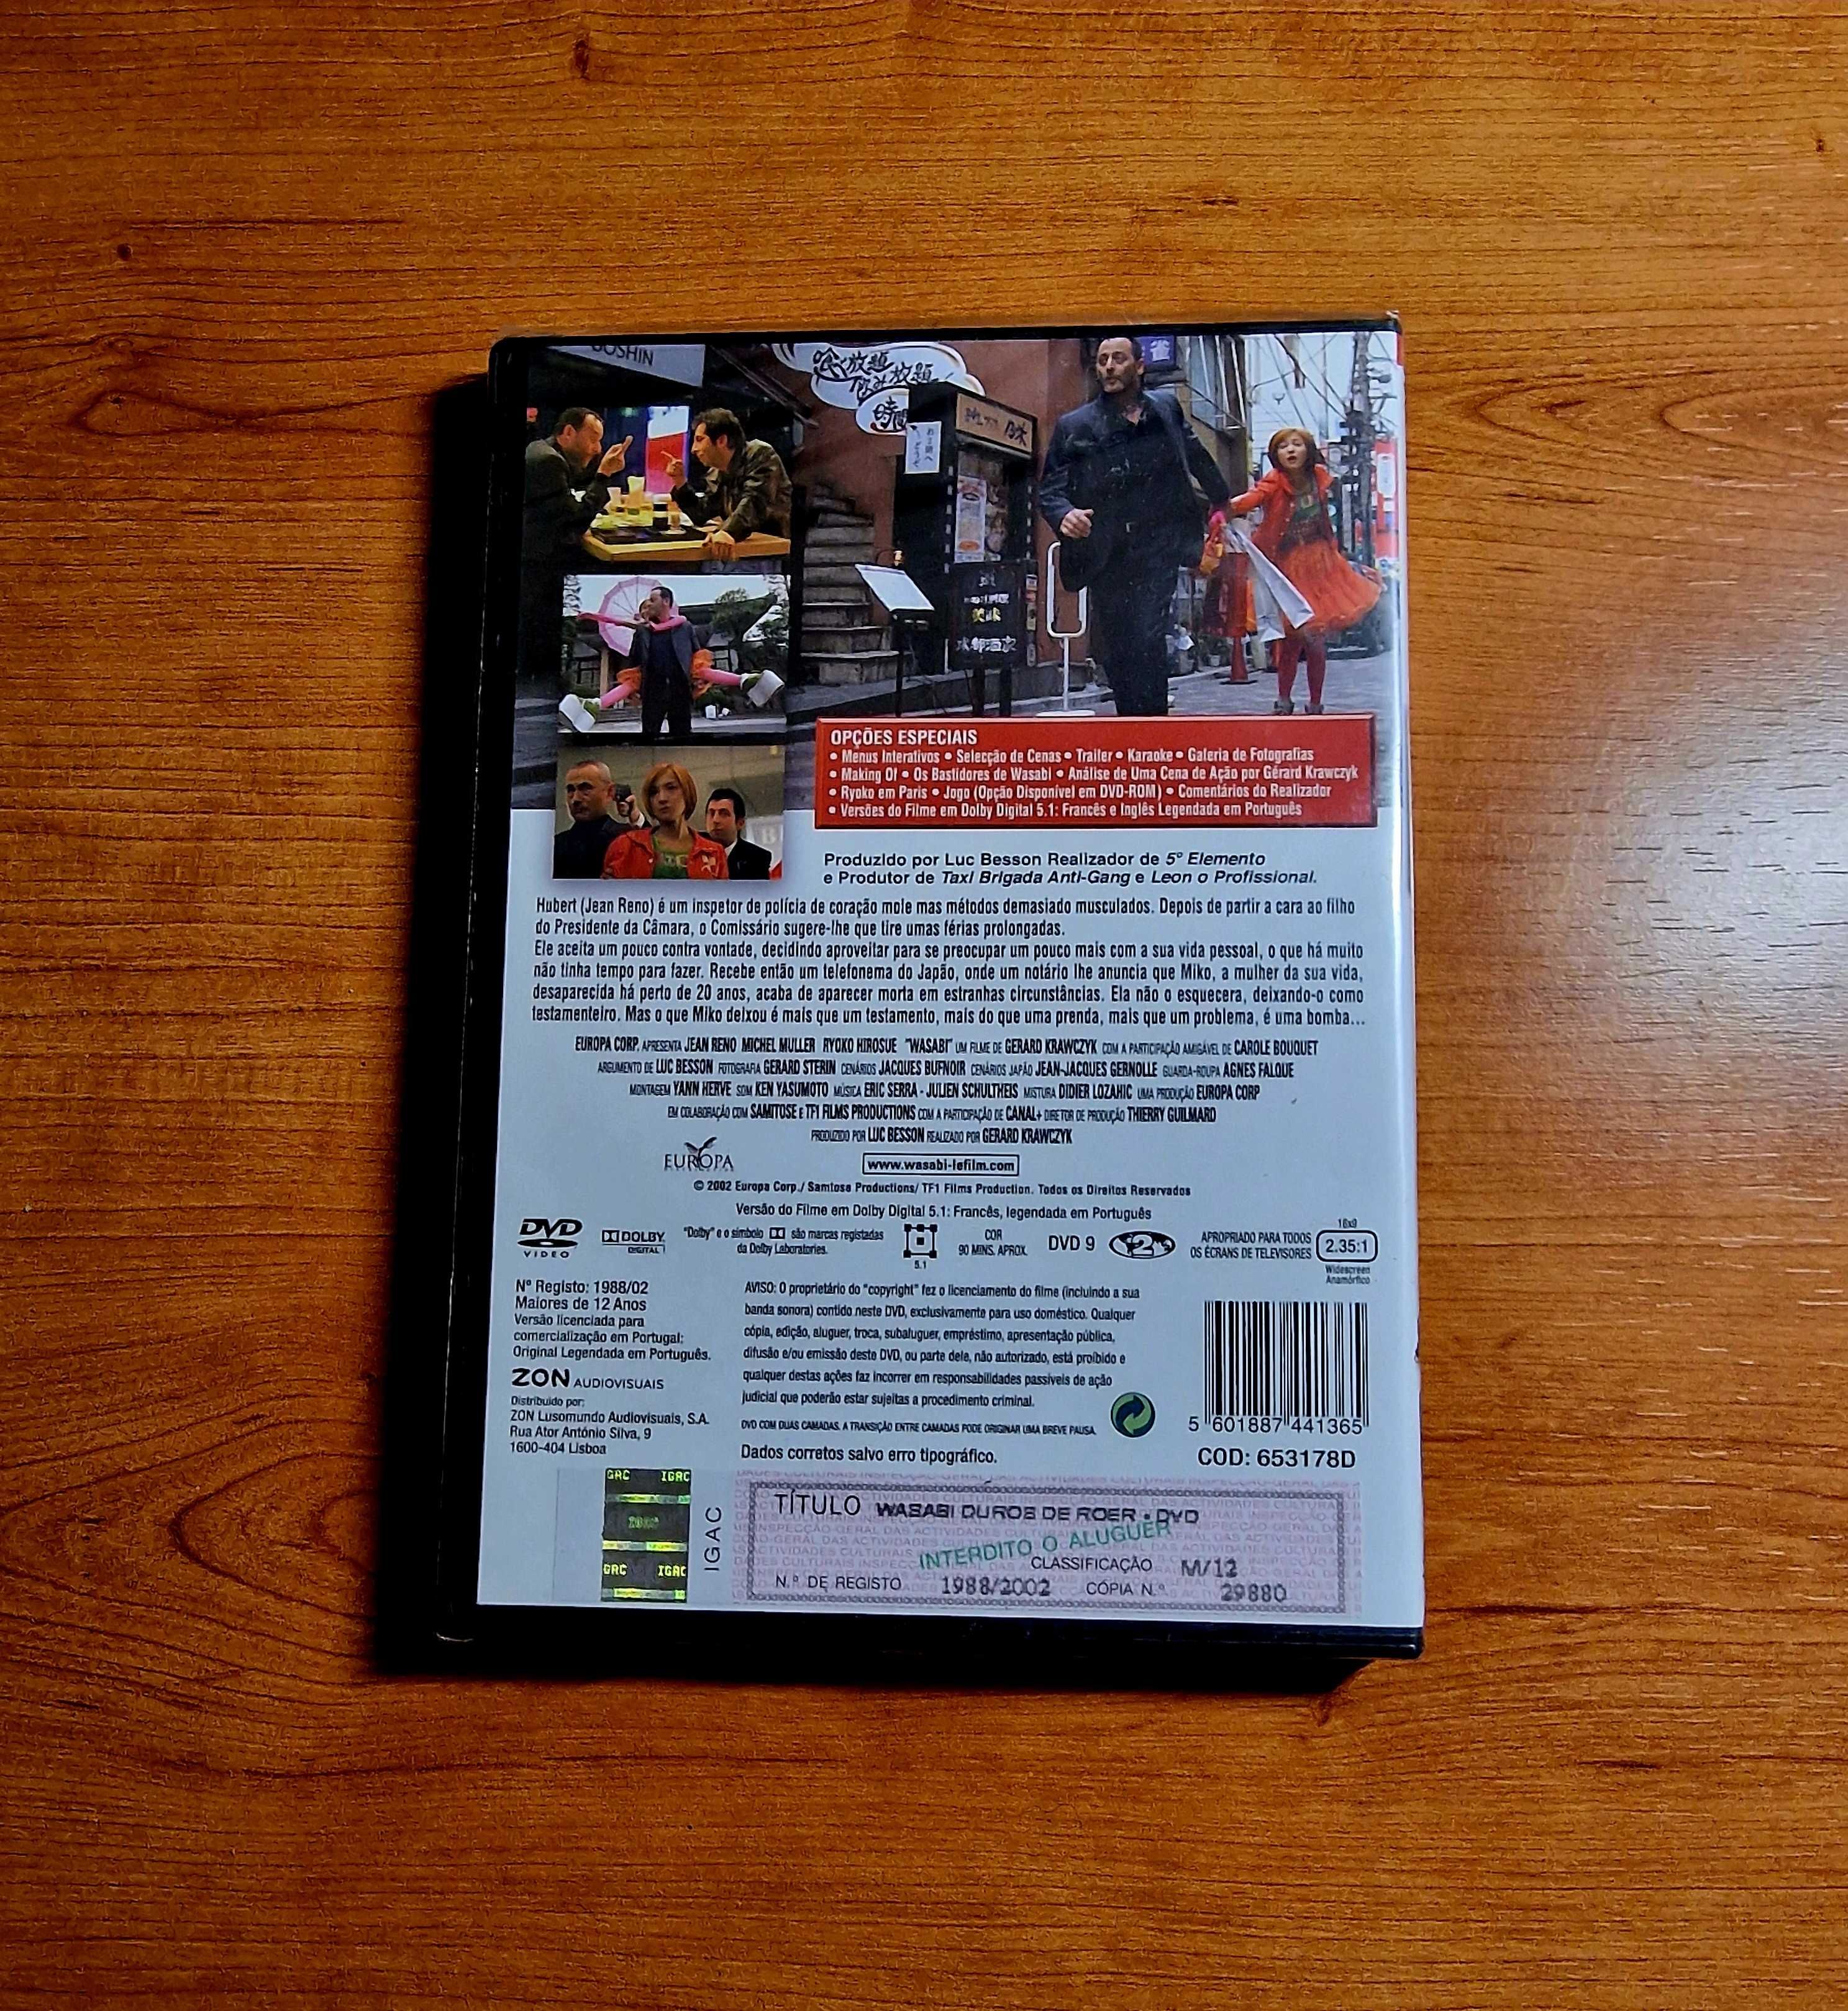 OSHIN
喰べ放題
飲み放題
時間
OPÇÕES ESPECIAIS
• Menus Interativos • Selecção de Cenas • Trailer • Karaoke • Galeria de Fotografias
• Making Of • Os Bastidores de Wasabi • Análise de Uma Cena de Ação por Gérard Krawczyk
• Ryoko em Paris • Jogo (Opção Disponível em DVD-ROM) • Comentários do Realizador
• Versões do Filme em Dolby Digital 5.1: Francês e Inglês Legendada em Português
Produzido por Luc Besson Realizador de 5º Elemento
e Produtor de Taxi Brigada Anti-Gang e Leon o Profissional.
Hubert (Jean Reno) é um inspetor de polícia de coração mole mas métodos demasiado musculados. Depois de partir a cara ao filho
do Presidente da Câmara, o Comissário sugere-lhe que tire umas férias prolongadas.
Ele aceita um pouco contra vontade, decidindo aproveitar para se preocupar um pouco mais com a sua vida pessoal, o que há muito
não tinha tempo para fazer. Recebe então um telefonema do Japão, onde um notário lhe anuncia que Miko, a mulher da sua vida,
desaparecida há perto de 20 anos, acaba de aparecer morta em estranhas circunstâncias. Ela não o esquecera, deixando-o como
testamenteiro. Mas o que Miko deixou é mais que um testamento, mais do que uma prenda, mais que um problema, é uma bomba...
EUROPA CORP. APRESENTA JEAN RENO MICHEL MULLER RYOKO HIROSUE "WASABI" UM FILME DE GERARD KRAWCZYK COM A PARTICIPAÇÃO AMIGÁVEL DE CAROLE BOUQUET
ARGUMENTO DE LUC BESSON FOTOGRAFIA GERARD STERIN CENÁRIOS JACQUES BUFNOIR CENÁRIOS JAPÃO JEAN-JACQUES GERNOLLE GUARDA-ROUPA AGNES FALQUE
MONTAGEM YANN HERVE SOM KEN YASUMOTO MÚSICA ERIC SERRA - JULIEN SCHULTHEIS MISTURA DIDIER LOZAHIC UMA PRODUÇÃO EUROPA CORP
EM COLABORAÇÃO COM SAMITOSE E TF1 FILMS PRODUCTIONS COM A PARTICIPAÇÃO DE CANAL+ DIRETOR DE PRODUÇÃO THIERRY GUILMARD
PRODUZIDO POR LUC BESSON REALIZADO POR GERARD KRAWCZYK
EUROPA
www.wasabi-lefilm.com
© 2002 Europa Corp./ Samtose Productions/ TF1 Films Production. Todos os Direitos Reservados
Versão do Filme em Dolby Digital 5.1: Francês, legendada em Português
DVD VIDEO
DOLBY DIGITAL
"Dolby" e o símbolo são marcas registadas
da Dolby Laboratories.
5.1
COR
90 MINS. APROX.
DVD 9
2
APROPRIADO PARA TODOS
OS ÉCRANS DE TELEVISORES
16x9
2.35:1
Widescreen
Anamórfico
Nº Registo: 1988/02
Maiores de 12 Anos
Versão licenciada para
comercialização em Portugal:
Original Legendada em Português.
ZON AUDIOVISUAIS
Distribuído por:
ZON Lusomundo Audiovisuais, S.A.
Rua Ator António Silva, 9
1600-404 Lisboa
AVISO: O proprietário do "copyright" fez o licenciamento do filme (incluindo a sua
banda sonora) contido neste DVD, exclusivamente para uso doméstico. Qualquer
cópia, edição, aluguer, troca, subaluguer, empréstimo, apresentação pública,
difusão e/ou emissão deste DVD, ou parte dele, não autorizado, está proibido e
qualquer destas ações faz incorrer em responsabilidades passíveis de ação
judicial que poderão estar sujeitas a procedimento criminal.
DVD COM DUAS CAMADAS. A TRANSIÇÃO ENTRE CAMADAS PODE ORIGINAR UMA BREVE PAUSA.
Dados corretos salvo erro tipográfico.
5 601887 441365
COD: 653178D
GAC IGAC
GAC IGAC
IGAC
TÍTULO WASABI DUROS DE ROER - DVD
INTERDITO O ALUGUER
CLASSIFICAÇÃO M/12
N.º DE REGISTO 1988/2002 CÓPIA N.º 29880